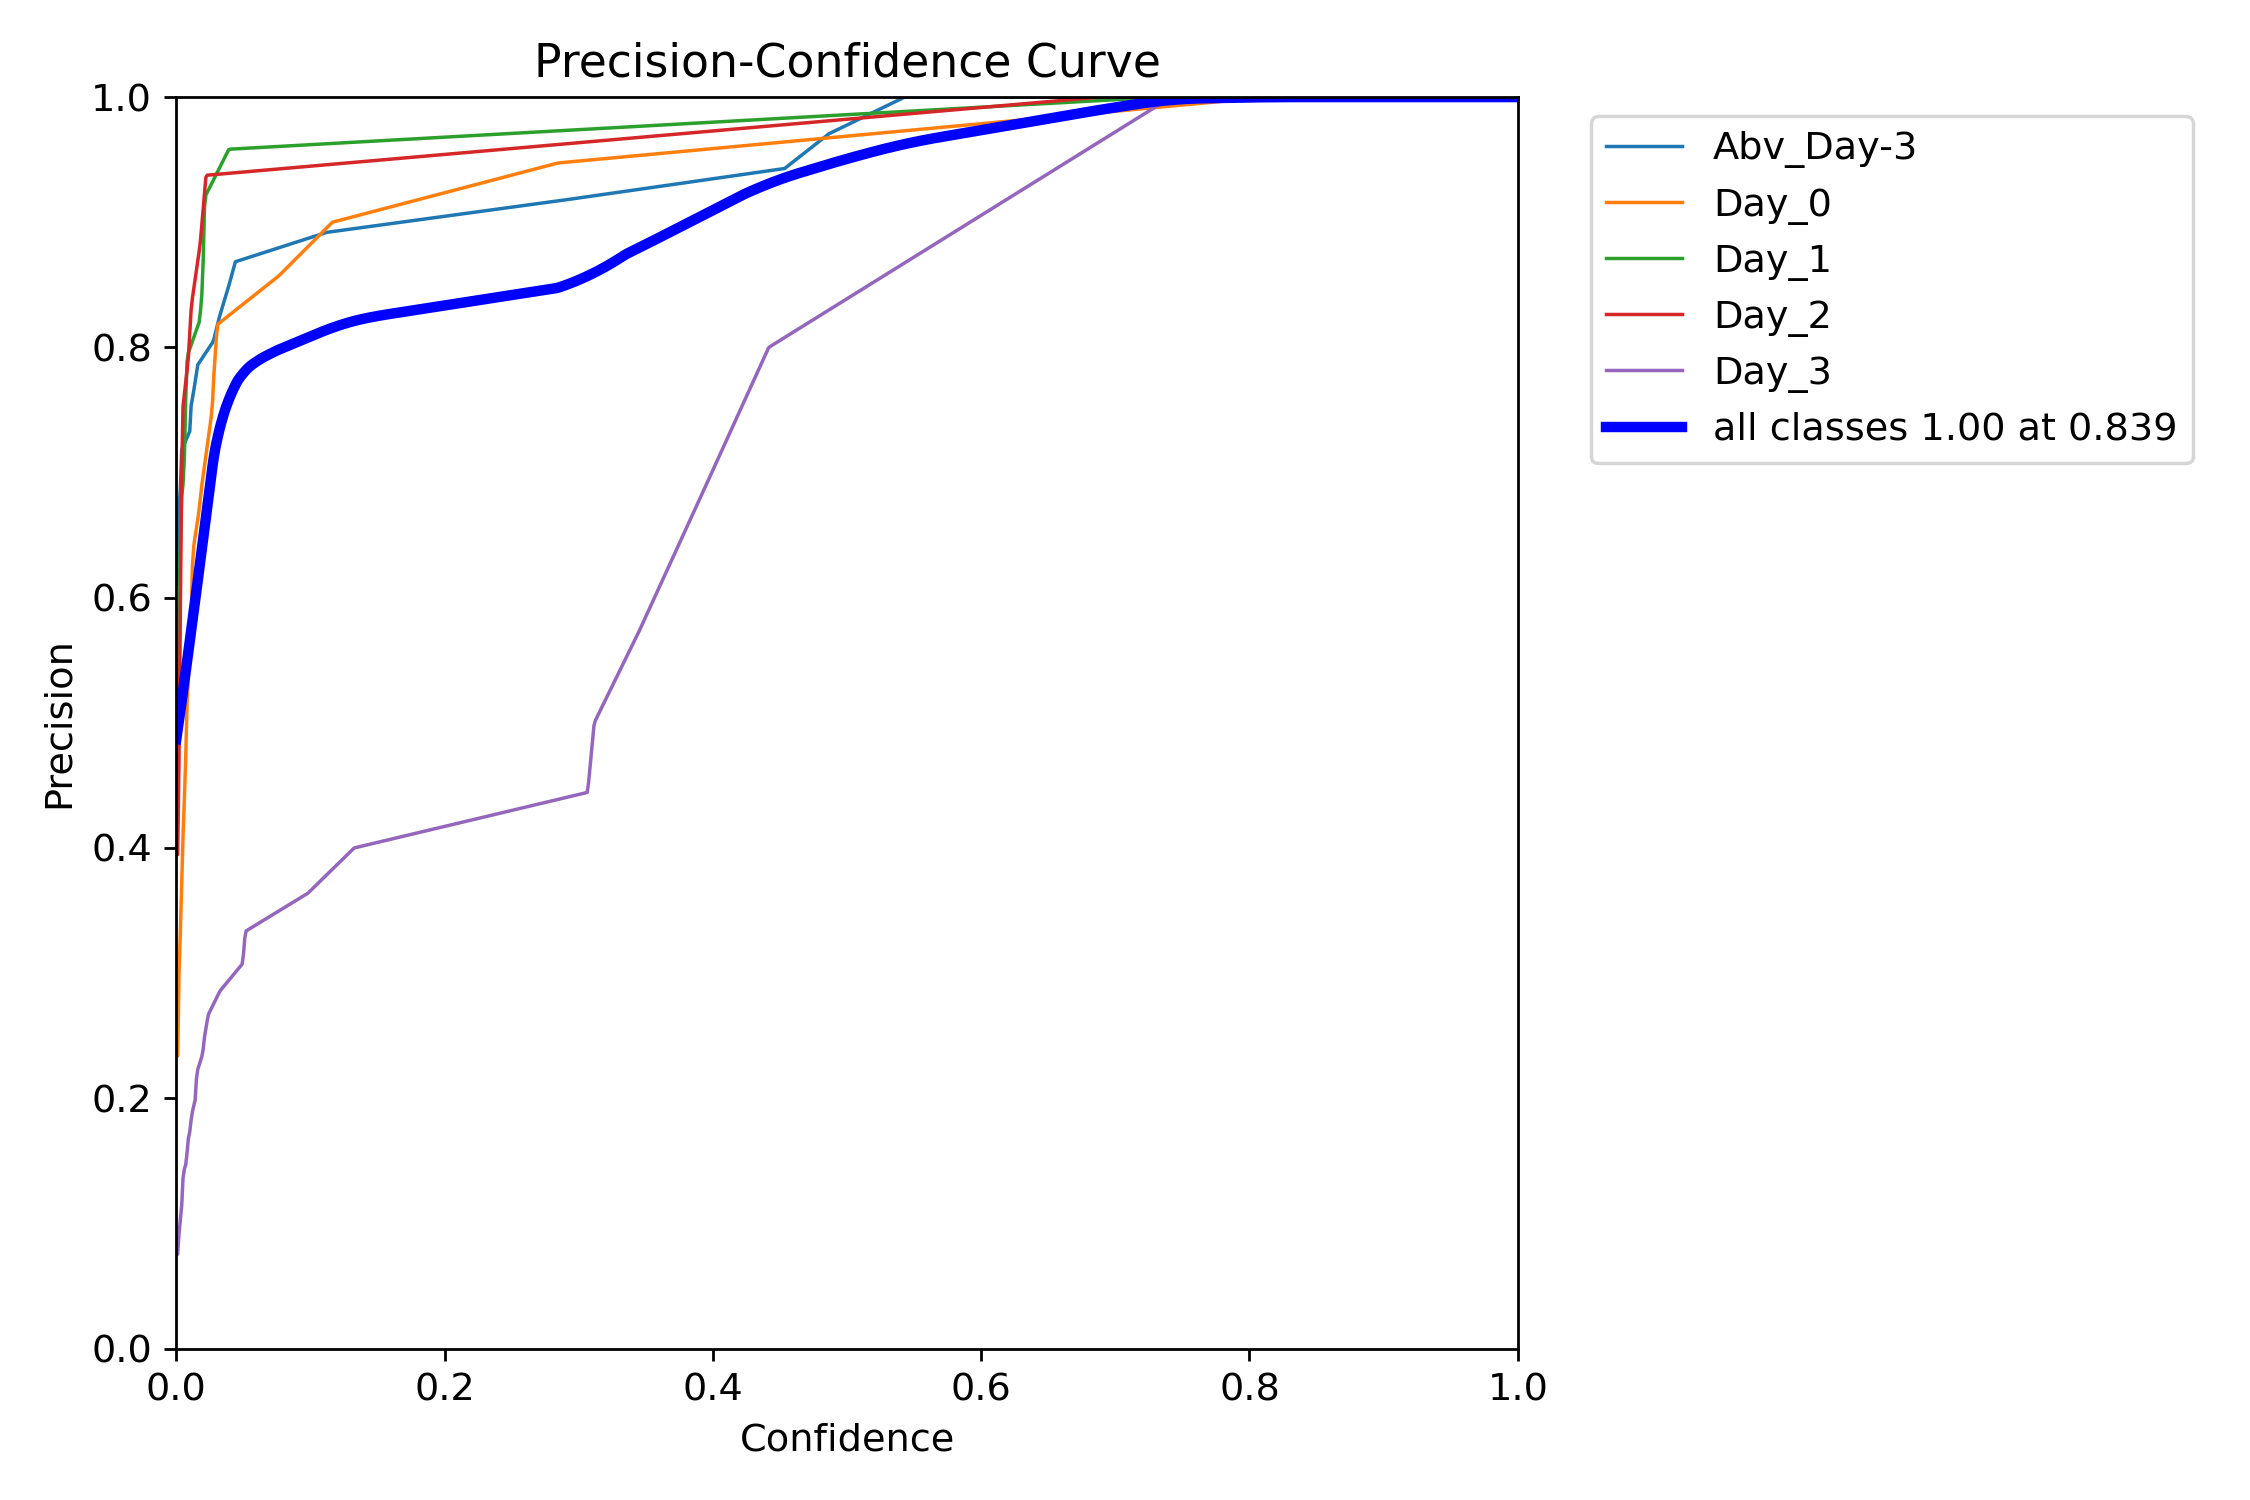 Precision-Confidence Curve
1.0
0.8
0.6
0.4
0.2
0.0
Precision
0.0 0.2 0.4 0.6 0.8 1.0
Confidence
Abv_Day-3
Day_0
Day_1
Day_2
Day_3
all classes 1.00 at 0.839